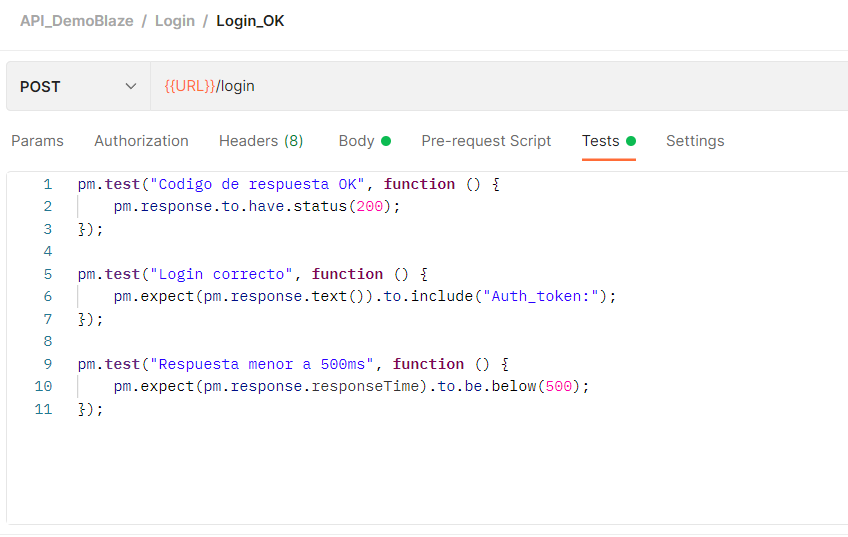 API_DemoBlaze / Login / Login_OK
POST {{URL}}/login
Params Authorization Headers (8) Body Pre-request Script Tests Settings
1 pm.test("Codigo de respuesta OK", function () {
2 pm.response.to.have.status(200);
3 });
4
5 pm.test("Login correcto", function () {
6 pm.expect(pm.response.text()).to.include("Auth_token:");
7 });
8
9 pm.test("Respuesta menor a 500ms", function () {
10 pm.expect(pm.response.responseTime).to.be.below(500);
11 });